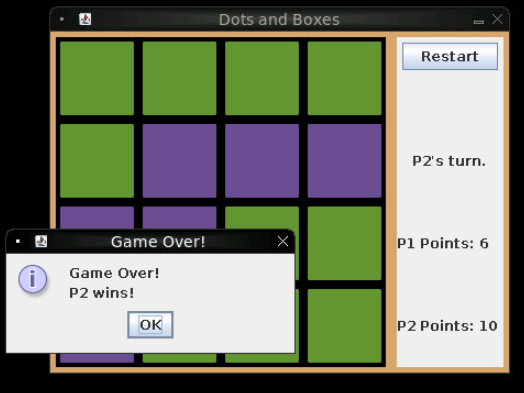 Dots and Boxes
Restart
P2's turn.
P1 Points: 6
P2 Points: 10
Game Over!
Game Over!
P2 wins!
OK